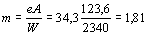 m = eA/W = 34,3 123,6/2340 = 1,81